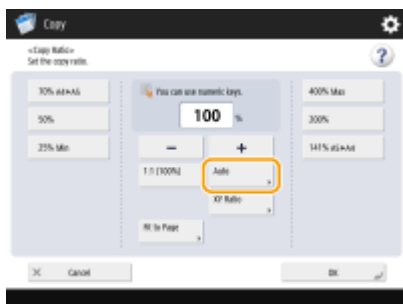 Copy
<Copy Ratio>
Set the copy ratio.
?
70% A4→A5
You can use numeric keys.
400% Max
50%
100 %
200%
25% Min
- +
141% A5→A4
1:1 [100%]
Auto
XY Ratio
Fit to Page
× Cancel
OK